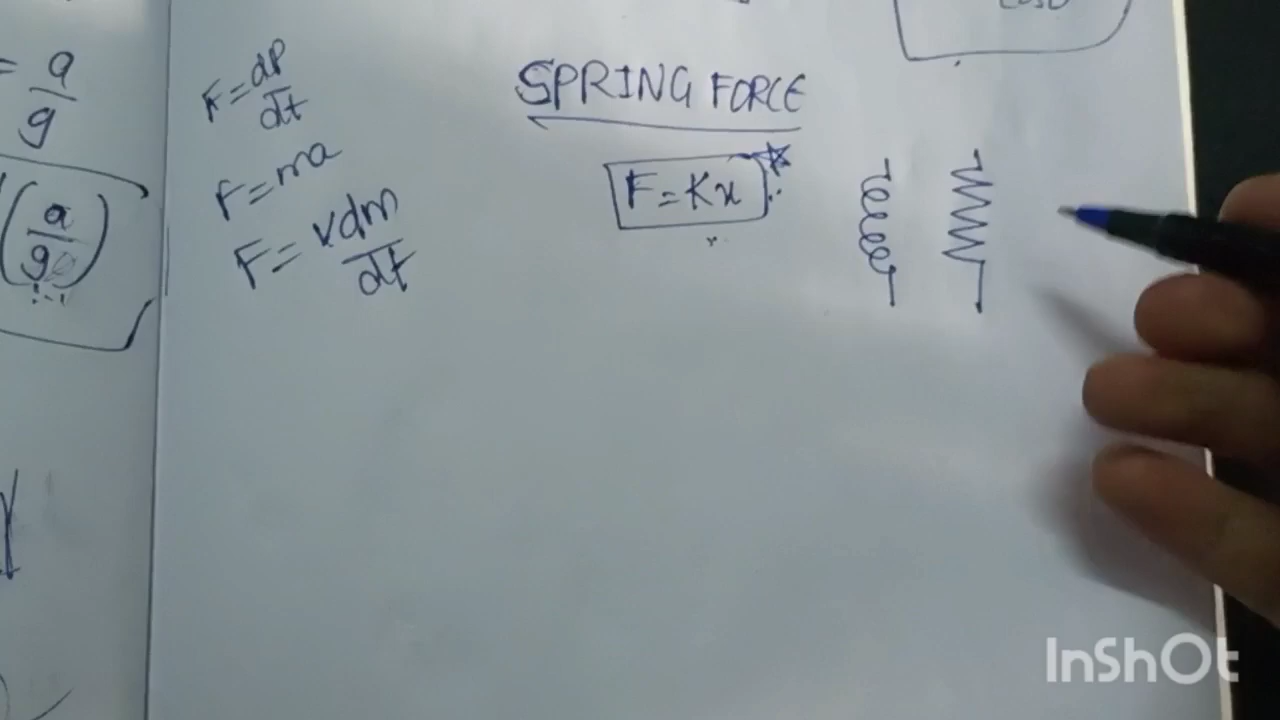 = a/g
(a/g)
F = dP/dt
F = ma
F = vdm/dt
SPRING FORCE
F = Kx
InShOt